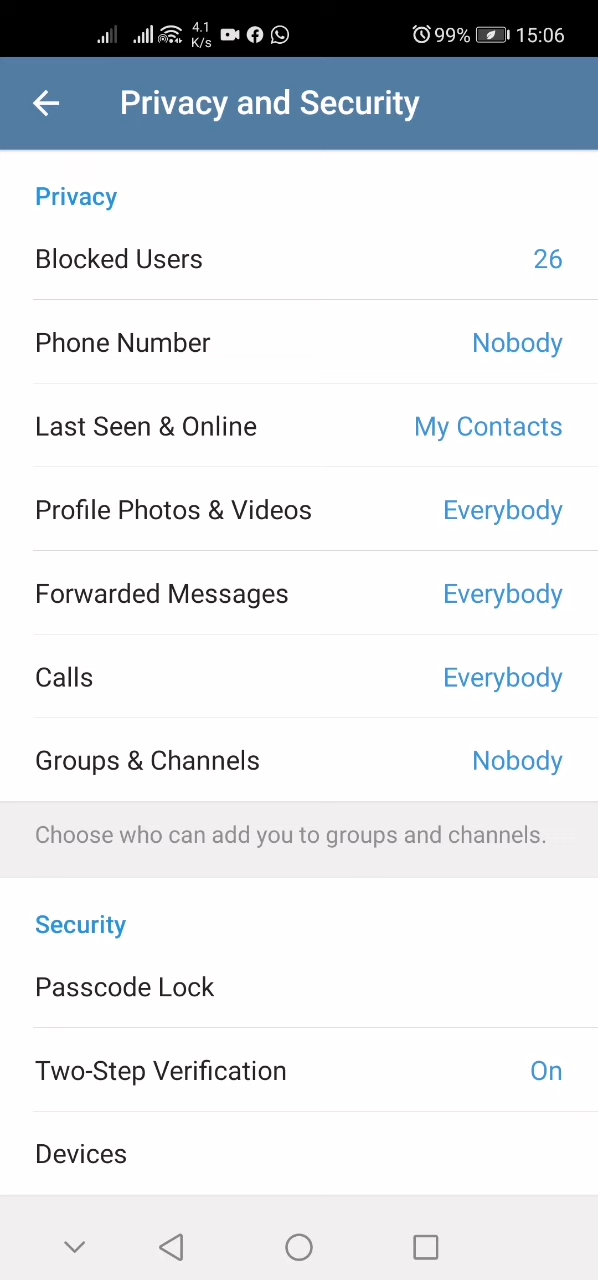 4.1 K/s 99% 15:06
Privacy and Security
Privacy
Blocked Users 26
Phone Number Nobody
Last Seen & Online My Contacts
Profile Photos & Videos Everybody
Forwarded Messages Everybody
Calls Everybody
Groups & Channels Nobody
Choose who can add you to groups and channels.
Security
Passcode Lock
Two-Step Verification On
Devices